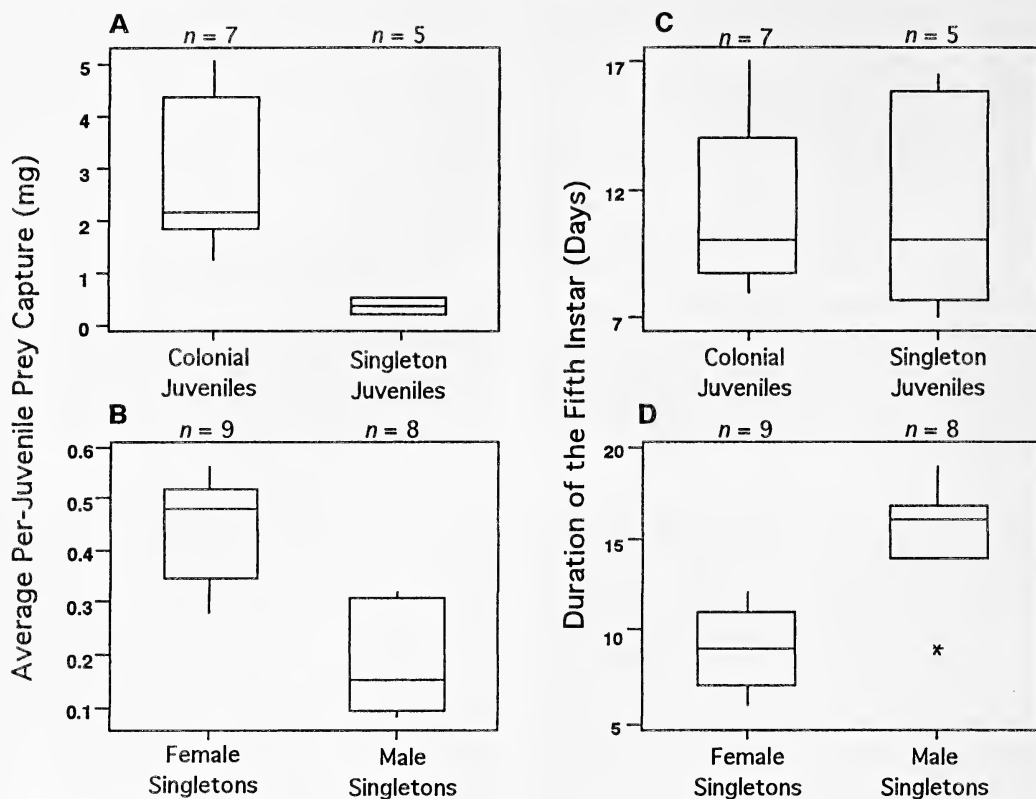 Average Per-Juvenile Prey Capture (mg)
A
n = 7
n = 5
5
4
3
2
1
0
Colonial
Juveniles
Singleton
Juveniles
B
n = 9
n = 8
0.6
0.5
0.4
0.3
0.2
0.1
Female
Singletons
Male
Singletons
Duration of the Fifth Instar (Days)
C
n = 7
n = 5
17
12
7
Colonial
Juveniles
Singleton
Juveniles
D
n = 9
n = 8
20
15
10
5
*
Female
Singletons
Male
Singletons